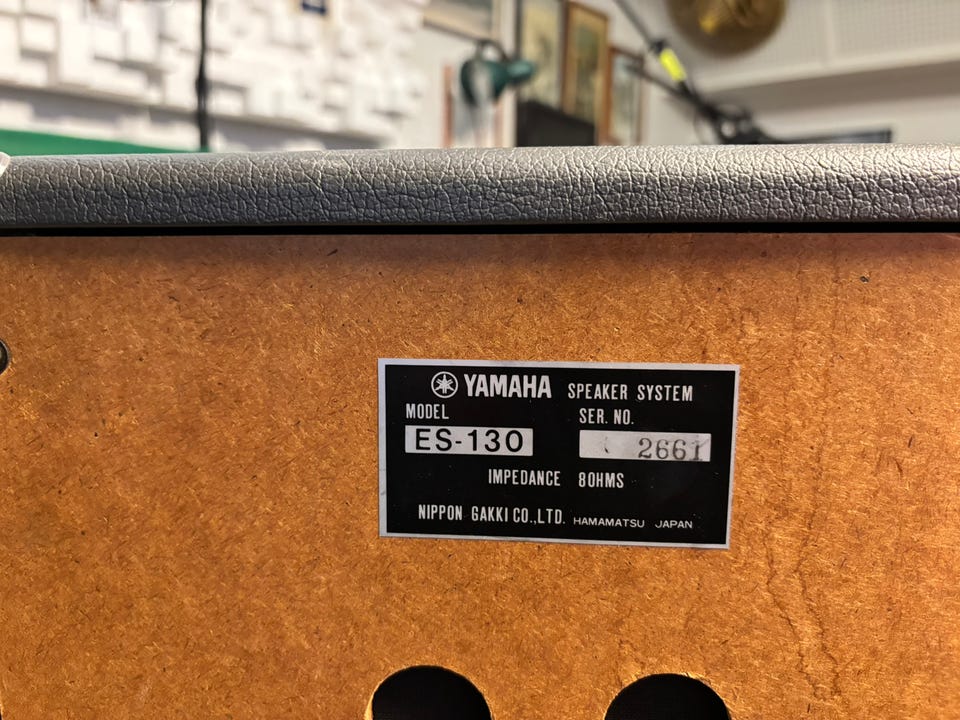 YAMAHA SPEAKER SYSTEM
MODEL SER. NO.
ES-130 2661
IMPEDANCE 8OHMS
NIPPON GAKKI CO.,LTD. HAMAMATSU JAPAN